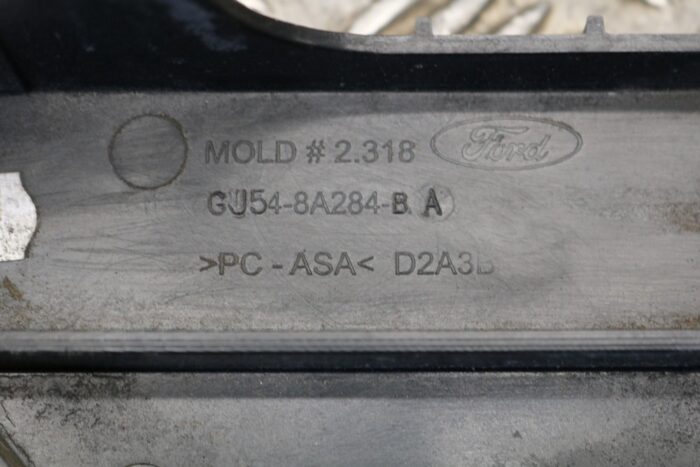 MOLD # 2.318 Ford
GJ54-8A284-B A
>PC - ASA< D2A3B